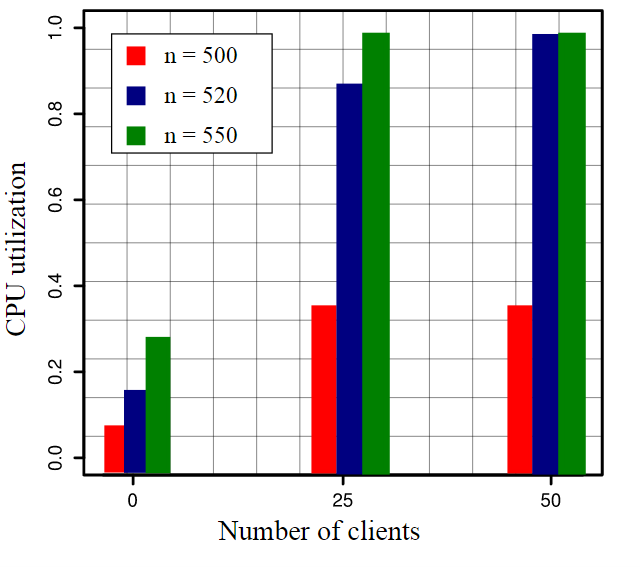 1.0
0.8
0.6
0.4
0.2
0.0
CPU utilization
n = 500
n = 520
n = 550
0 25 50
Number of clients